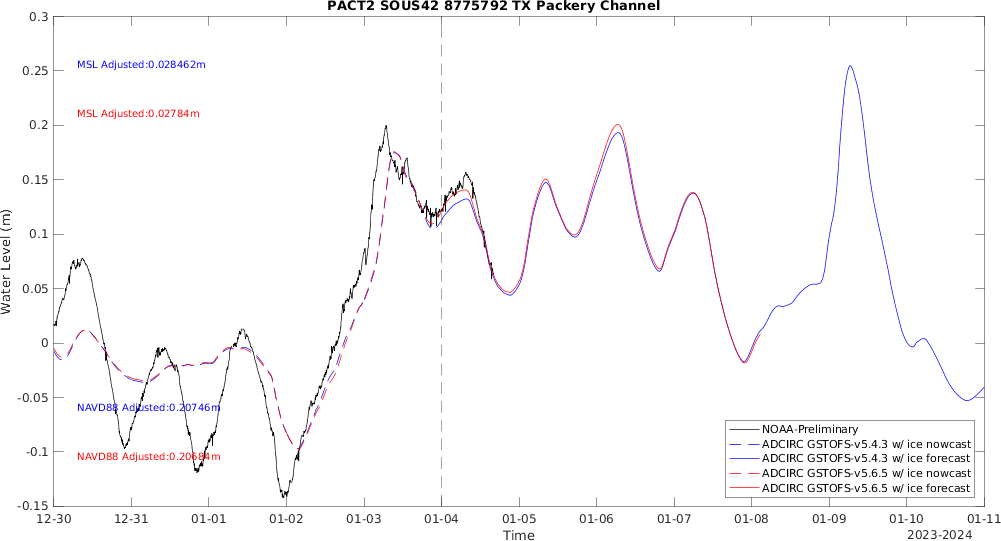 PACT2 SOUS42 8775792 TX Packery Channel
0.3
0.25
0.2
0.15
0.1
0.05
0
-0.05
-0.1
-0.15
Water Level (m)
MSL Adjusted:0.028462m
MSL Adjusted:0.02784m
NAVD88 Adjusted:0.20746m
NAVD88 Adjusted:0.20684m
NOAA-Preliminary
ADCIRC GSTOFS-v5.4.3 w/ ice nowcast
ADCIRC GSTOFS-v5.4.3 w/ ice forecast
ADCIRC GSTOFS-v5.6.5 w/ ice nowcast
ADCIRC GSTOFS-v5.6.5 w/ ice forecast
12-30 12-31 01-01 01-02 01-03 01-04 01-05 01-06 01-07 01-08 01-09 01-10 01-11
Time
2023-2024